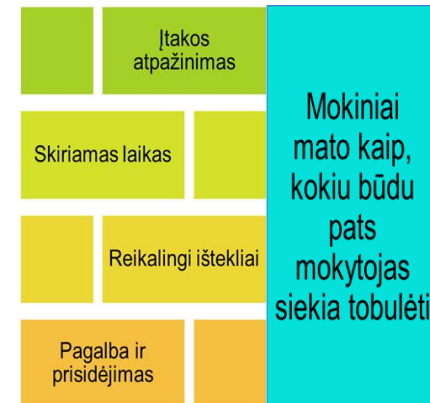 Įtakos
atpažinimas
Skiriamas laikas
Reikalingi ištekliai
Pagalba ir
prisidėjimas
Mokiniai
mato kaip,
kokiu būdu
pats
mokytojas
siekia tobulėti